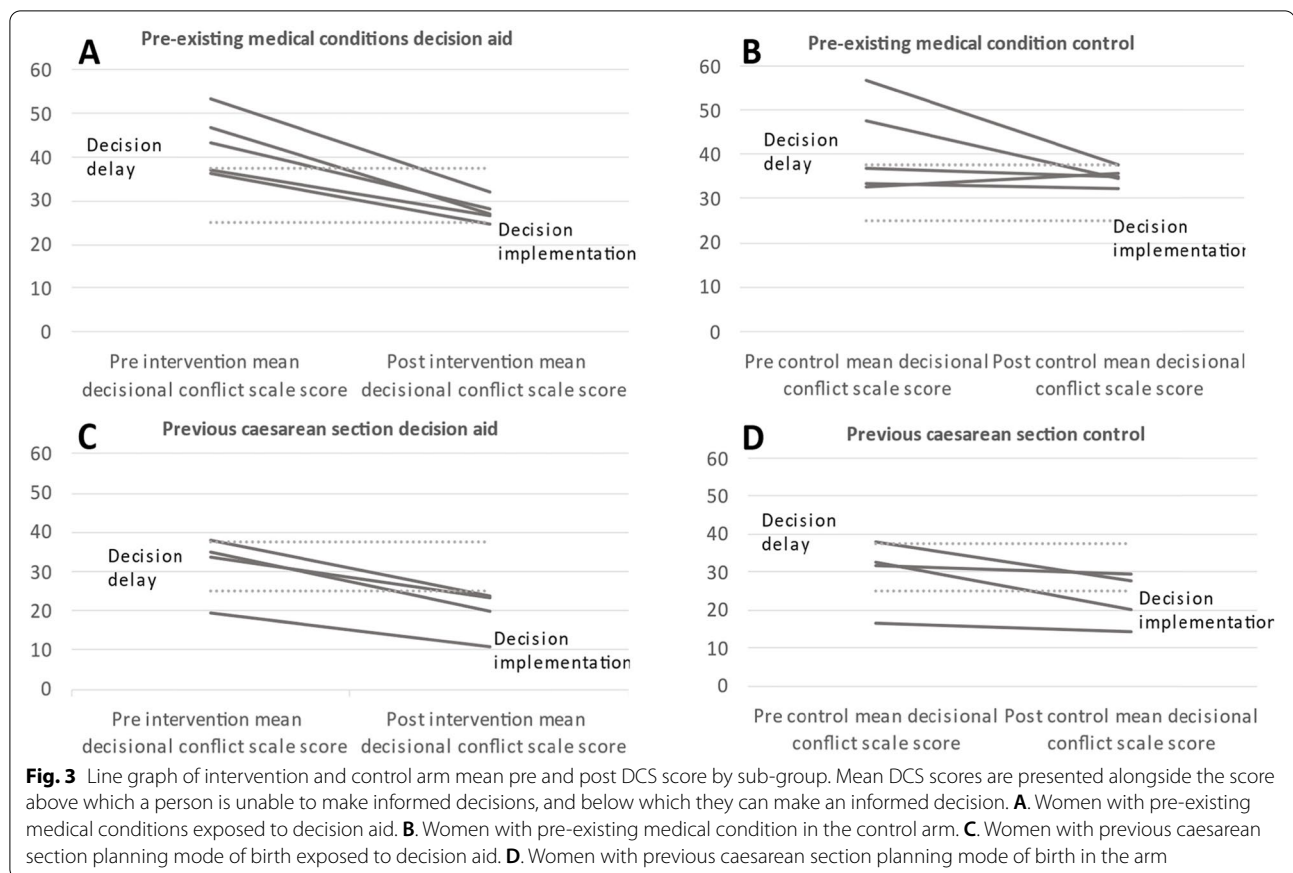 A
Pre-existing medical conditions decision aid
60
50
40
30
20
10
0
Decision
delay
Decision
implementation
Pre intervention mean
decisional conflict scale score
Post intervention mean
decisional conflict scale score
B
Pre-existing medical condition control
60
50
40
30
20
10
0
Decision
delay
Decision
implementation
Pre control mean decisional
conflict scale score
Post control mean decisional
conflict scale score
C
Previous caesarean section decision aid
60
50
40
30
20
10
0
Decision
delay
Decision
implementation
Pre intervention mean
decisional conflict scale score
Post intervention mean
decisional conflict scale score
D
Previous caesarean section control
60
50
40
30
20
10
0
Decision
delay
Decision
implementation
Pre control mean decisional
conflict scale score
Post control mean decisional
conflict scale score
Fig. 3 Line graph of intervention and control arm mean pre and post DCS score by sub-group. Mean DCS scores are presented alongside the score
above which a person is unable to make informed decisions, and below which they can make an informed decision. A. Women with pre-existing
medical conditions exposed to decision aid. B. Women with pre-existing medical condition in the control arm. C. Women with previous caesarean
section planning mode of birth exposed to decision aid. D. Women with previous caesarean section planning mode of birth in the arm